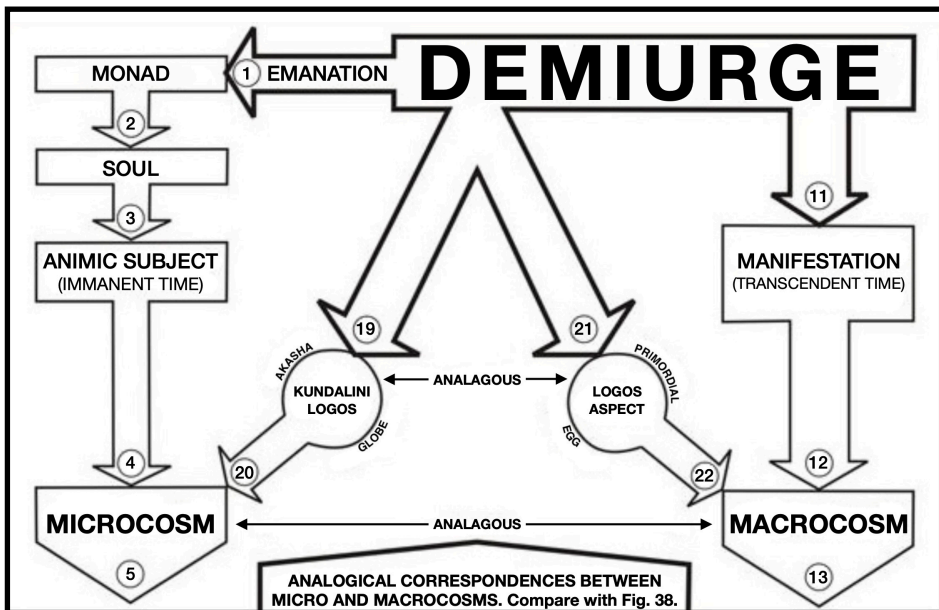 DEMIURGE
1
EMANATION
MONAD
2
SOUL
3
ANIMIC SUBJECT
(IMMANENT TIME)
11
MANIFESTATION
(TRANSCENDENT TIME)
19
21
AKASHA
KUNDALINI
LOGOS
GLOBE
ANALAGOUS
PRIMORDIAL
LOGOS
ASPECT
EGG
4
20
22
12
MICROCOSM
5
ANALAGOUS
MACROCOSM
13
ANALOGICAL CORRESPONDENCES BETWEEN
MICRO AND MACROCOSMS. Compare with Fig. 38.